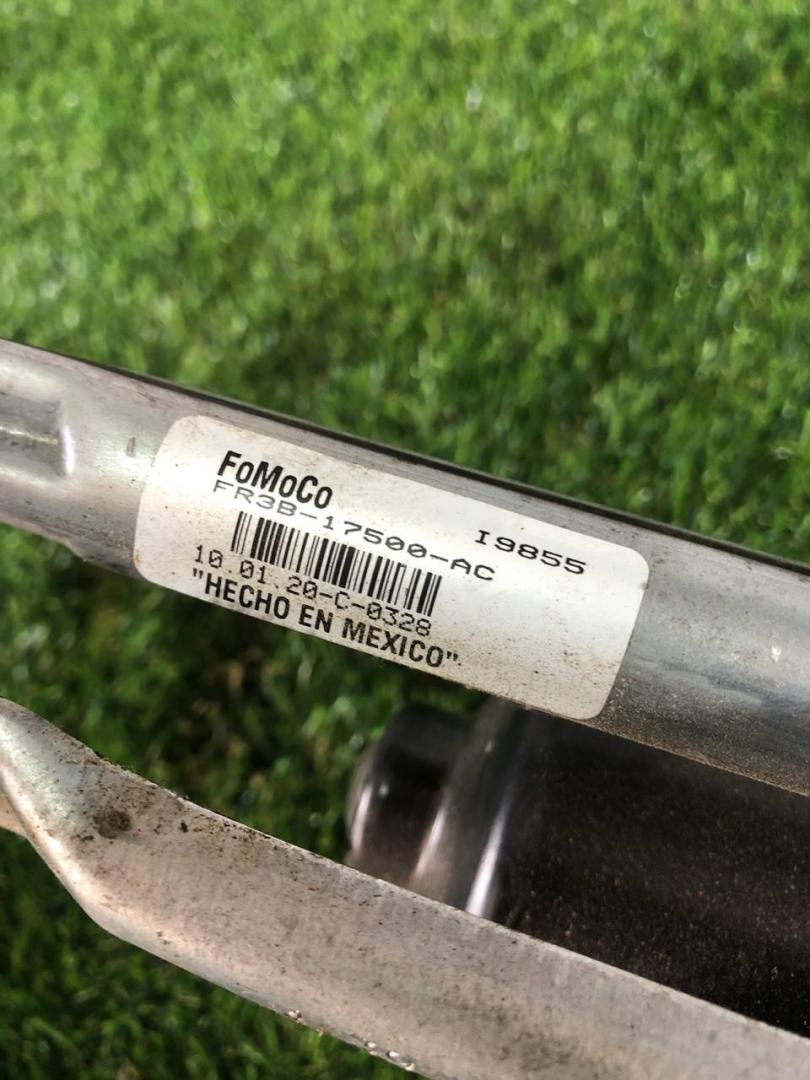 FoMoCo
FR3B-17500-AC
I9855
10.01.20-C-0328
"HECHO EN MEXICO".